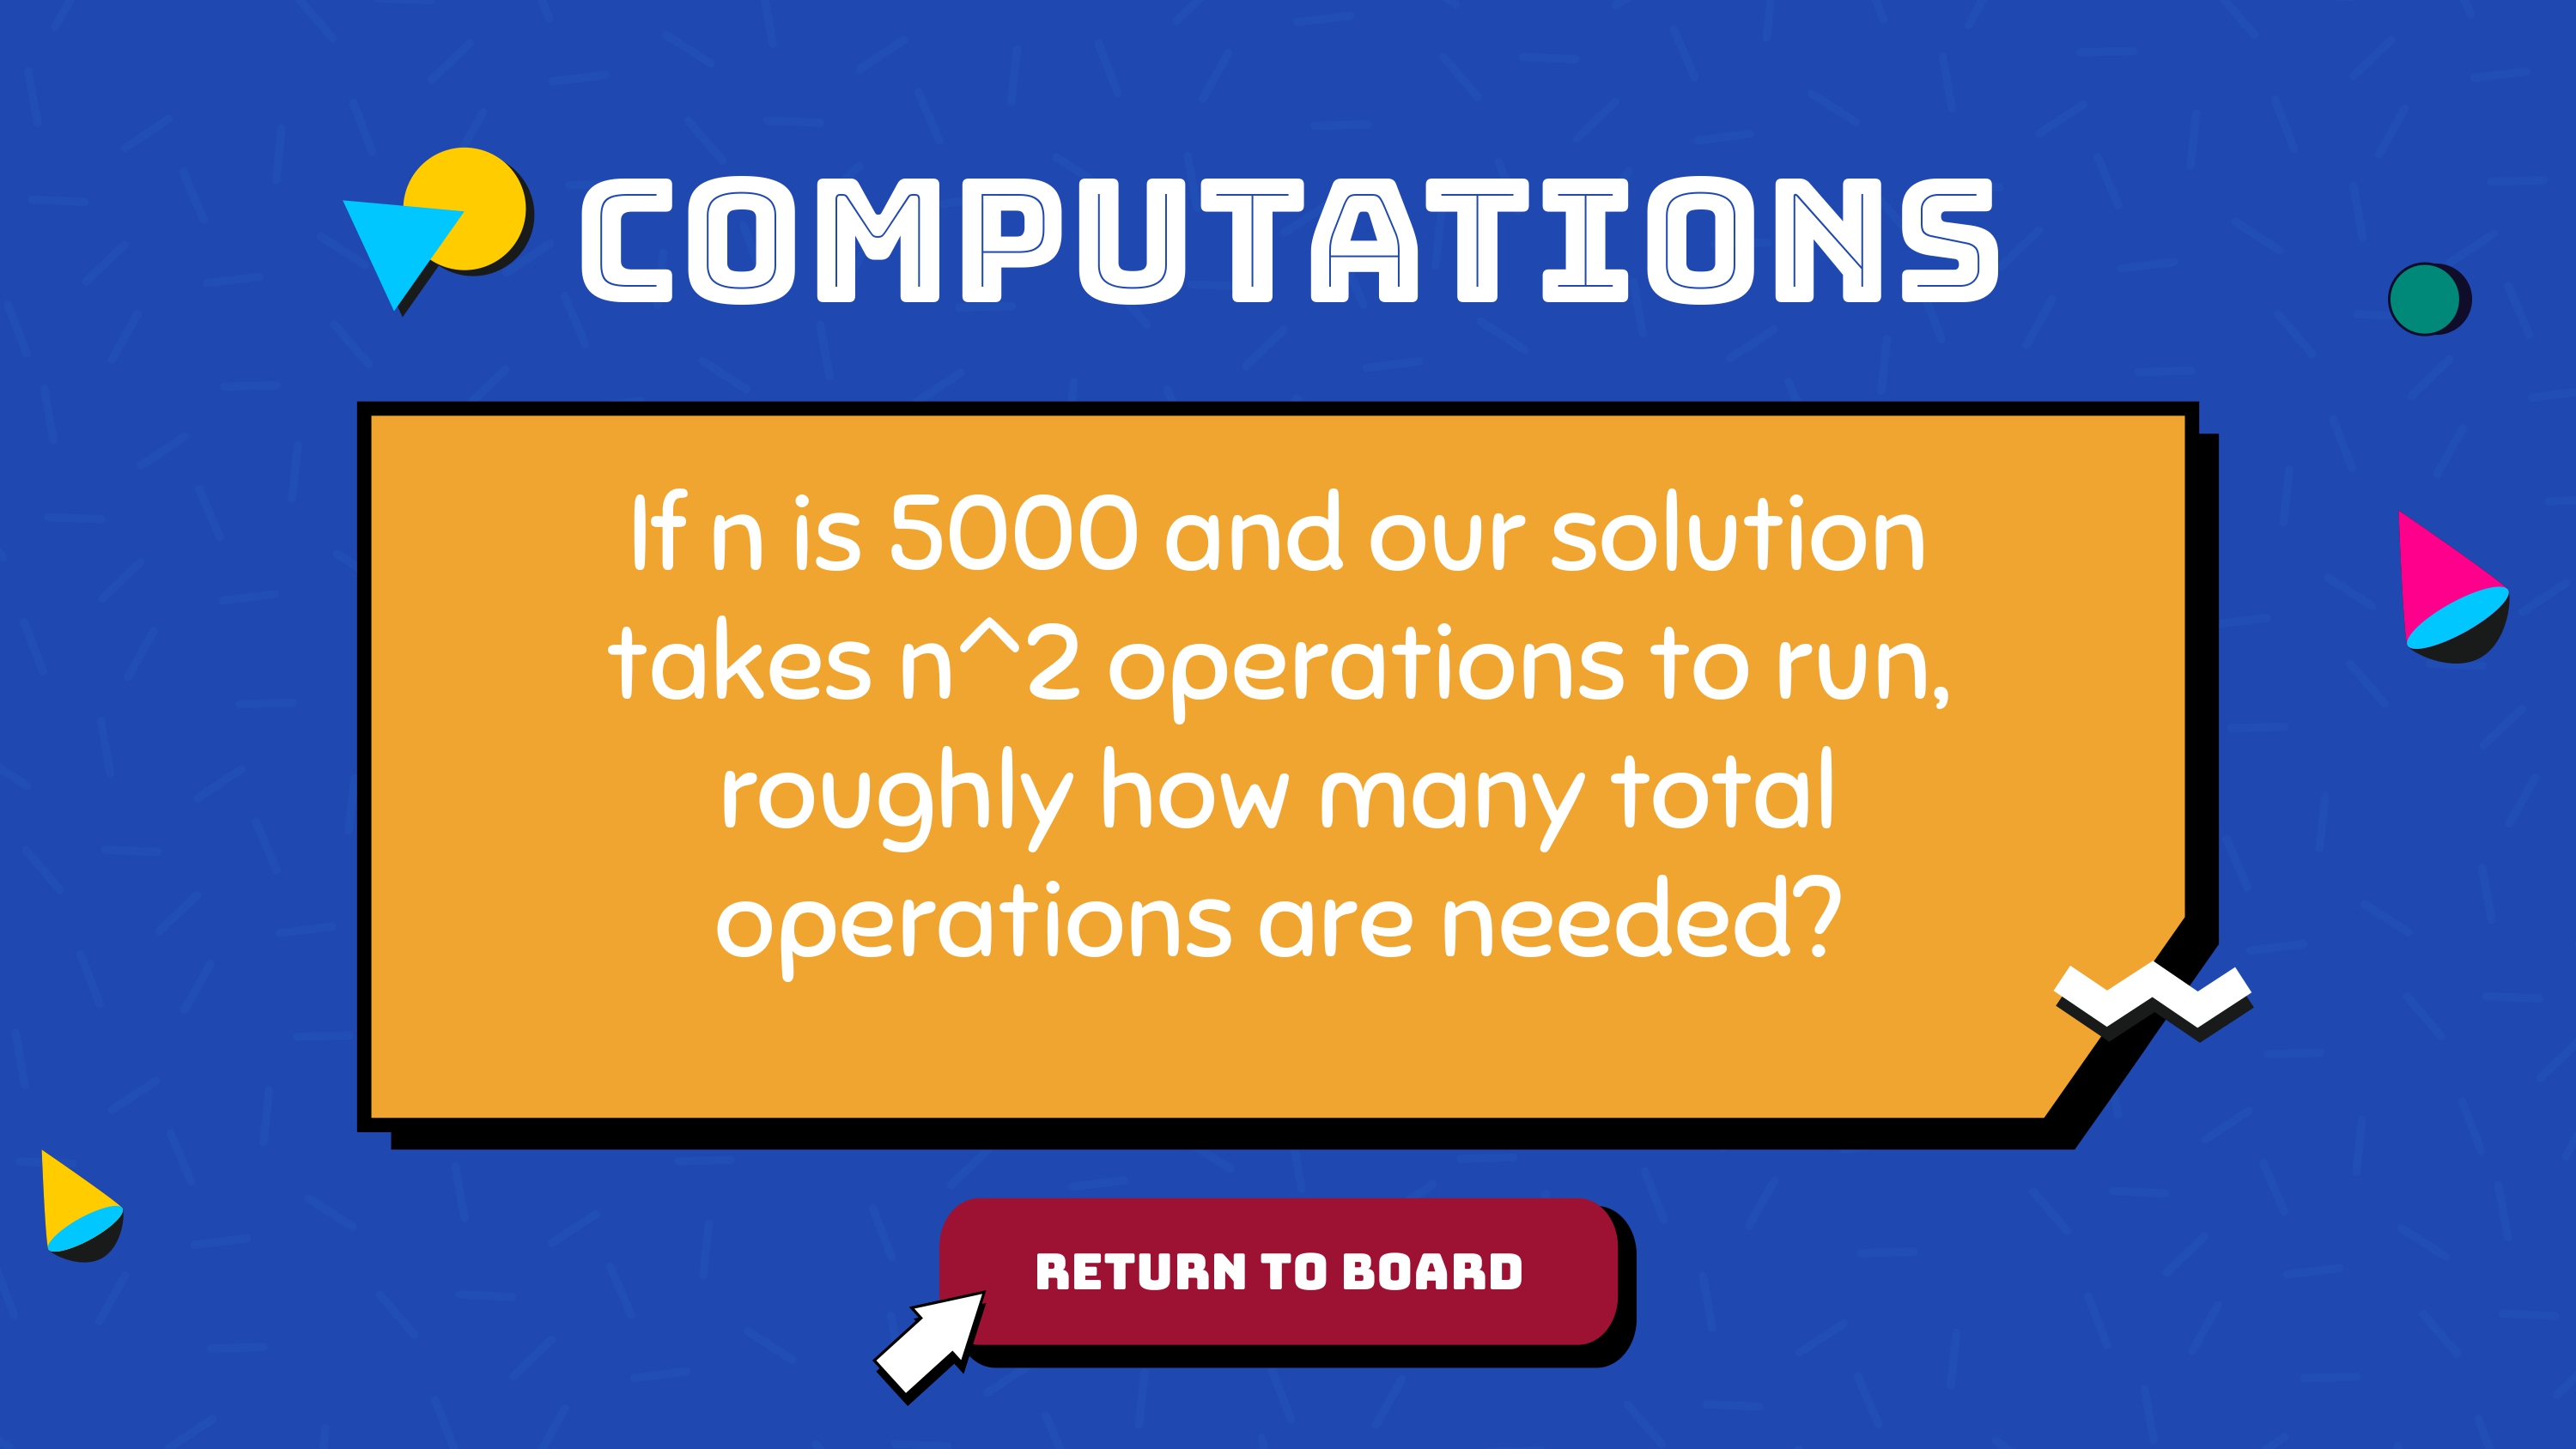 COMPUTATIONS
If n is 5000 and our solution
takes n^2 operations to run,
roughly how many total
operations are needed?
RETURN TO BOARD